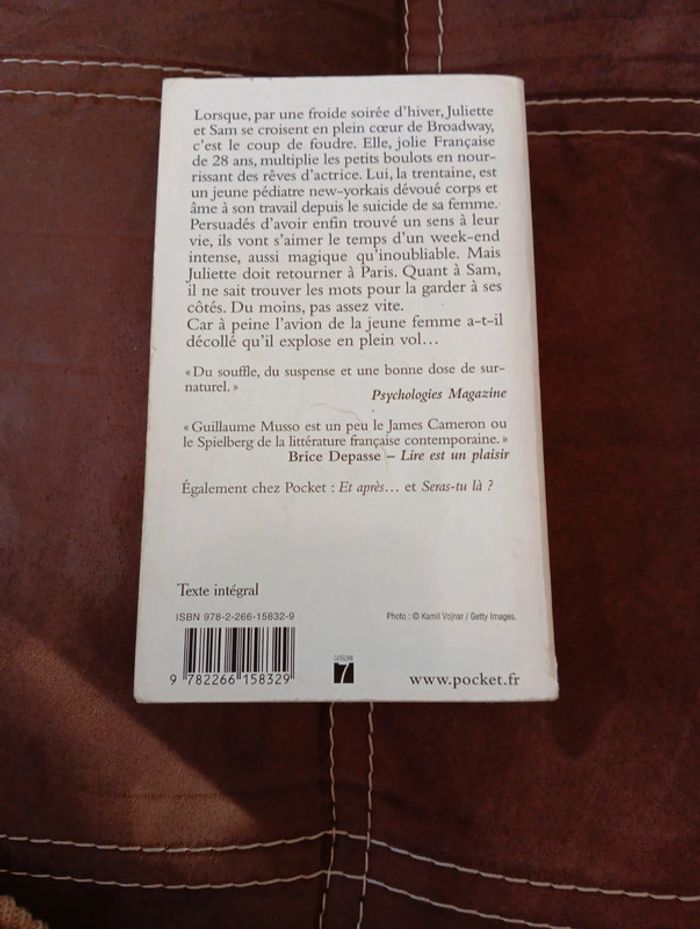 Lorsque, par une froide soirée d'hiver, Juliette
et Sam se croisent en plein cœur de Broadway,
c'est le coup de foudre. Elle, jolie Française
de 28 ans, multiplie les petits boulots en nour-
rissant des rêves d'actrice. Lui, la trentaine, est
un jeune pédiatre new-yorkais dévoué corps et
âme à son travail depuis le suicide de sa femme.
Persuadés d'avoir enfin trouvé un sens à leur
vie, ils vont s'aimer le temps d'un week-end
intense, aussi magique qu'inoubliable. Mais
Juliette doit retourner à Paris. Quant à Sam,
il ne sait trouver les mots pour la garder à ses
côtés. Du moins, pas assez vite.
Car à peine l'avion de la jeune femme a-t-il
décollé qu'il explose en plein vol…
« Du souffle, du suspense et une bonne dose de sur-
naturel. »
Psychologies Magazine
« Guillaume Musso est un peu le James Cameron ou
le Spielberg de la littérature française contemporaine. »
Brice Depasse – Lire est un plaisir
Également chez Pocket : Et après… et Seras-tu là ?
Texte intégral
ISBN 978-2-266-15832-9
Photo : © Kamil Vojnar / Getty Images.
CATÉGORIE
7
9 782266 158329
www.pocket.fr